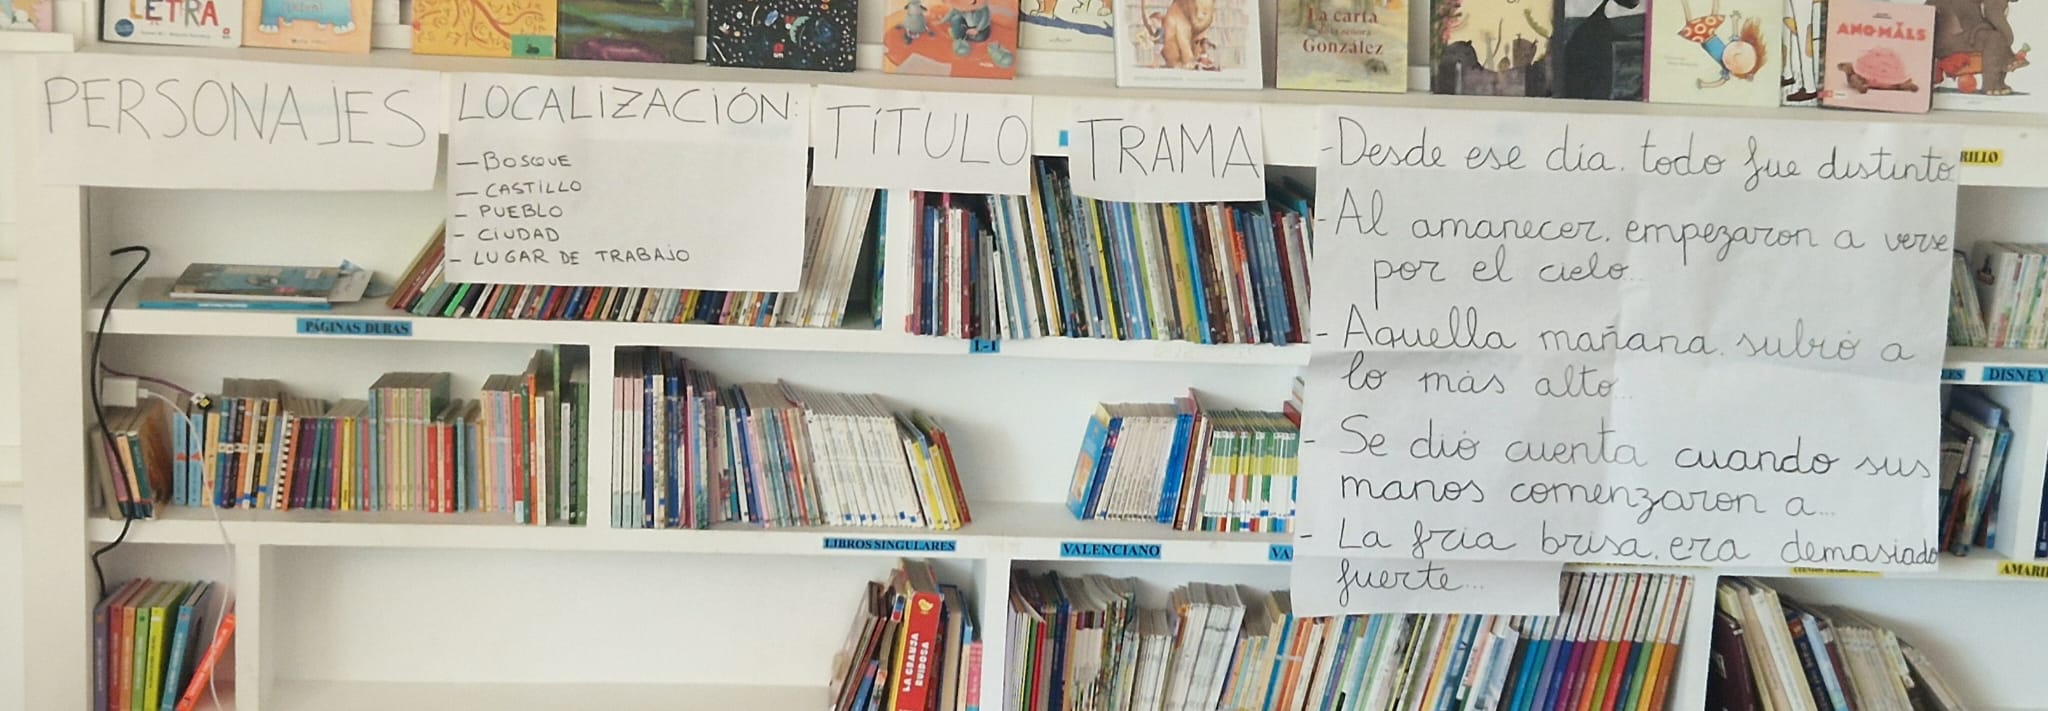 LETRA
La carta
de la señora
González
ANO·MÀLS
PERSONAJES
LOCALIZACIÓN:
- BOSQUE
- CASTILLO
- PUEBLO
- CIUDAD
- LUGAR DE TRABAJO
TÍTULO
TRAMA
- Desde ese día, todo fue distinto
- Al amanecer, empezaron a verse
por el cielo...
- Aquella mañana, subió a
lo más alto...
- Se dió cuenta cuando sus
manos comenzaron a...
- La fría brisa, era demasiado
fuerte...
RILLO
PÁGINAS DURAS
L-1
DISNEY
LIBROS SINGULARES
VALENCIANO
VA
AMARI
LA GRANJA
RUIDOSA